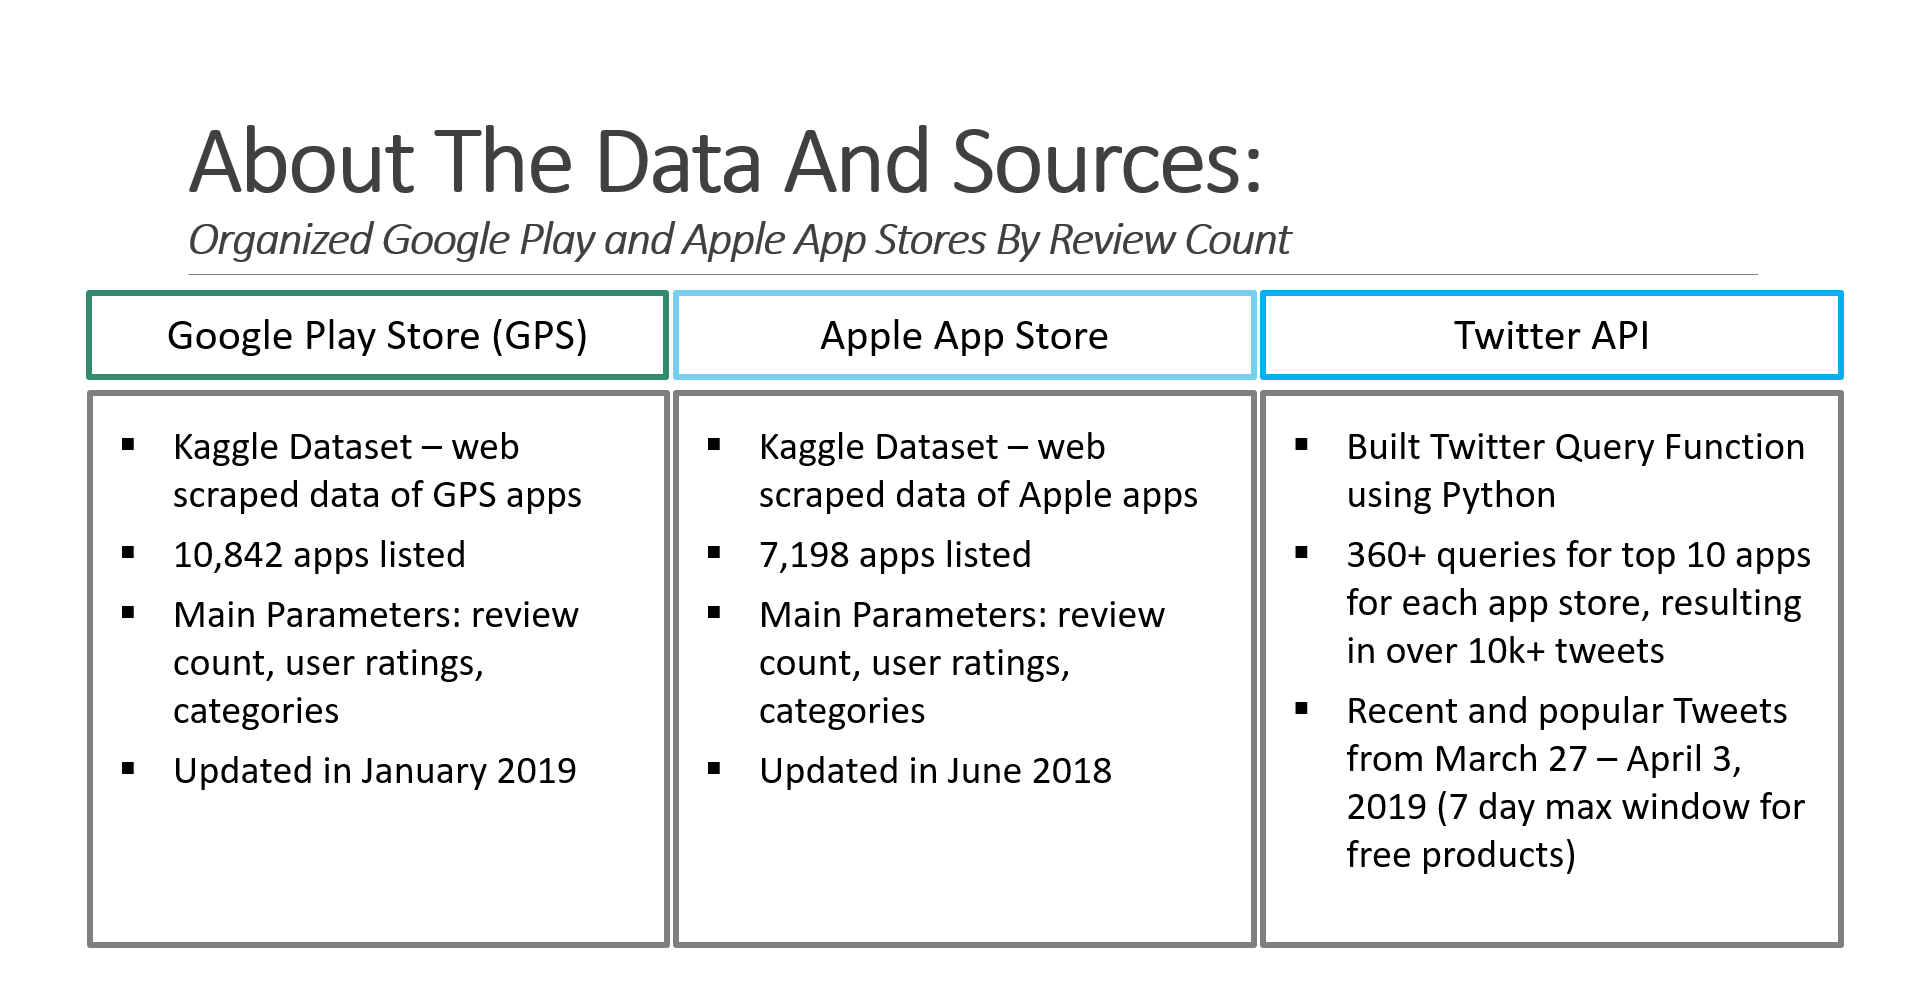 About The Data And Sources:
Organized Google Play and Apple App Stores By Review Count
Google Play Store (GPS)
▪ Kaggle Dataset – web
scraped data of GPS apps
▪ 10,842 apps listed
▪ Main Parameters: review
count, user ratings,
categories
▪ Updated in January 2019
Apple App Store
▪ Kaggle Dataset – web
scraped data of Apple apps
▪ 7,198 apps listed
▪ Main Parameters: review
count, user ratings,
categories
▪ Updated in June 2018
Twitter API
▪ Built Twitter Query Function
using Python
▪ 360+ queries for top 10 apps
for each app store, resulting
in over 10k+ tweets
▪ Recent and popular Tweets
from March 27 – April 3,
2019 (7 day max window for
free products)